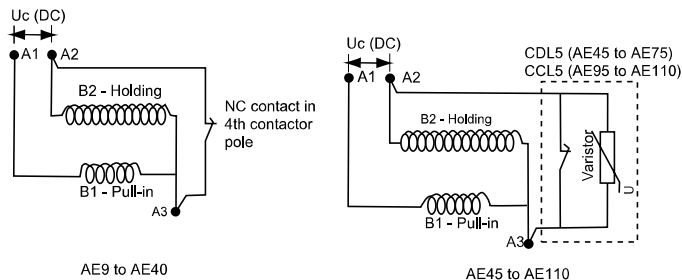 Uc (DC)
A1
A2
B2 - Holding
NC contact in
4th contactor
pole
B1 - Pull-in
A3
AE9 to AE40
CDL5 (AE45 to AE75)
CCL5 (AE95 to AE110)
Uc (DC)
A1
A2
B2 - Holding
Varistor
U
B1 - Pull-in
A3
AE45 to AE110